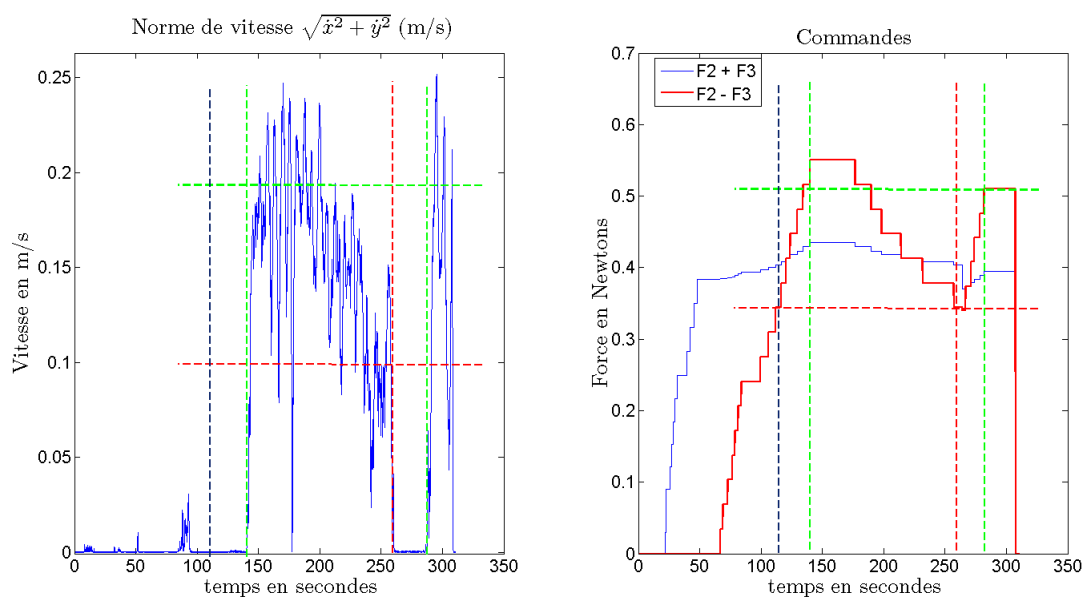 Norme de vitesse √ẋ² + ẏ² (m/s)
Vitesse en m/s
0.25
0.2
0.15
0.1
0.05
0
0 50 100 150 200 250 300 350
temps en secondes
Commandes
F2 + F3
F2 - F3
Force en Newtons
0.7
0.6
0.5
0.4
0.3
0.2
0.1
0
0 50 100 150 200 250 300 350
temps en secondes